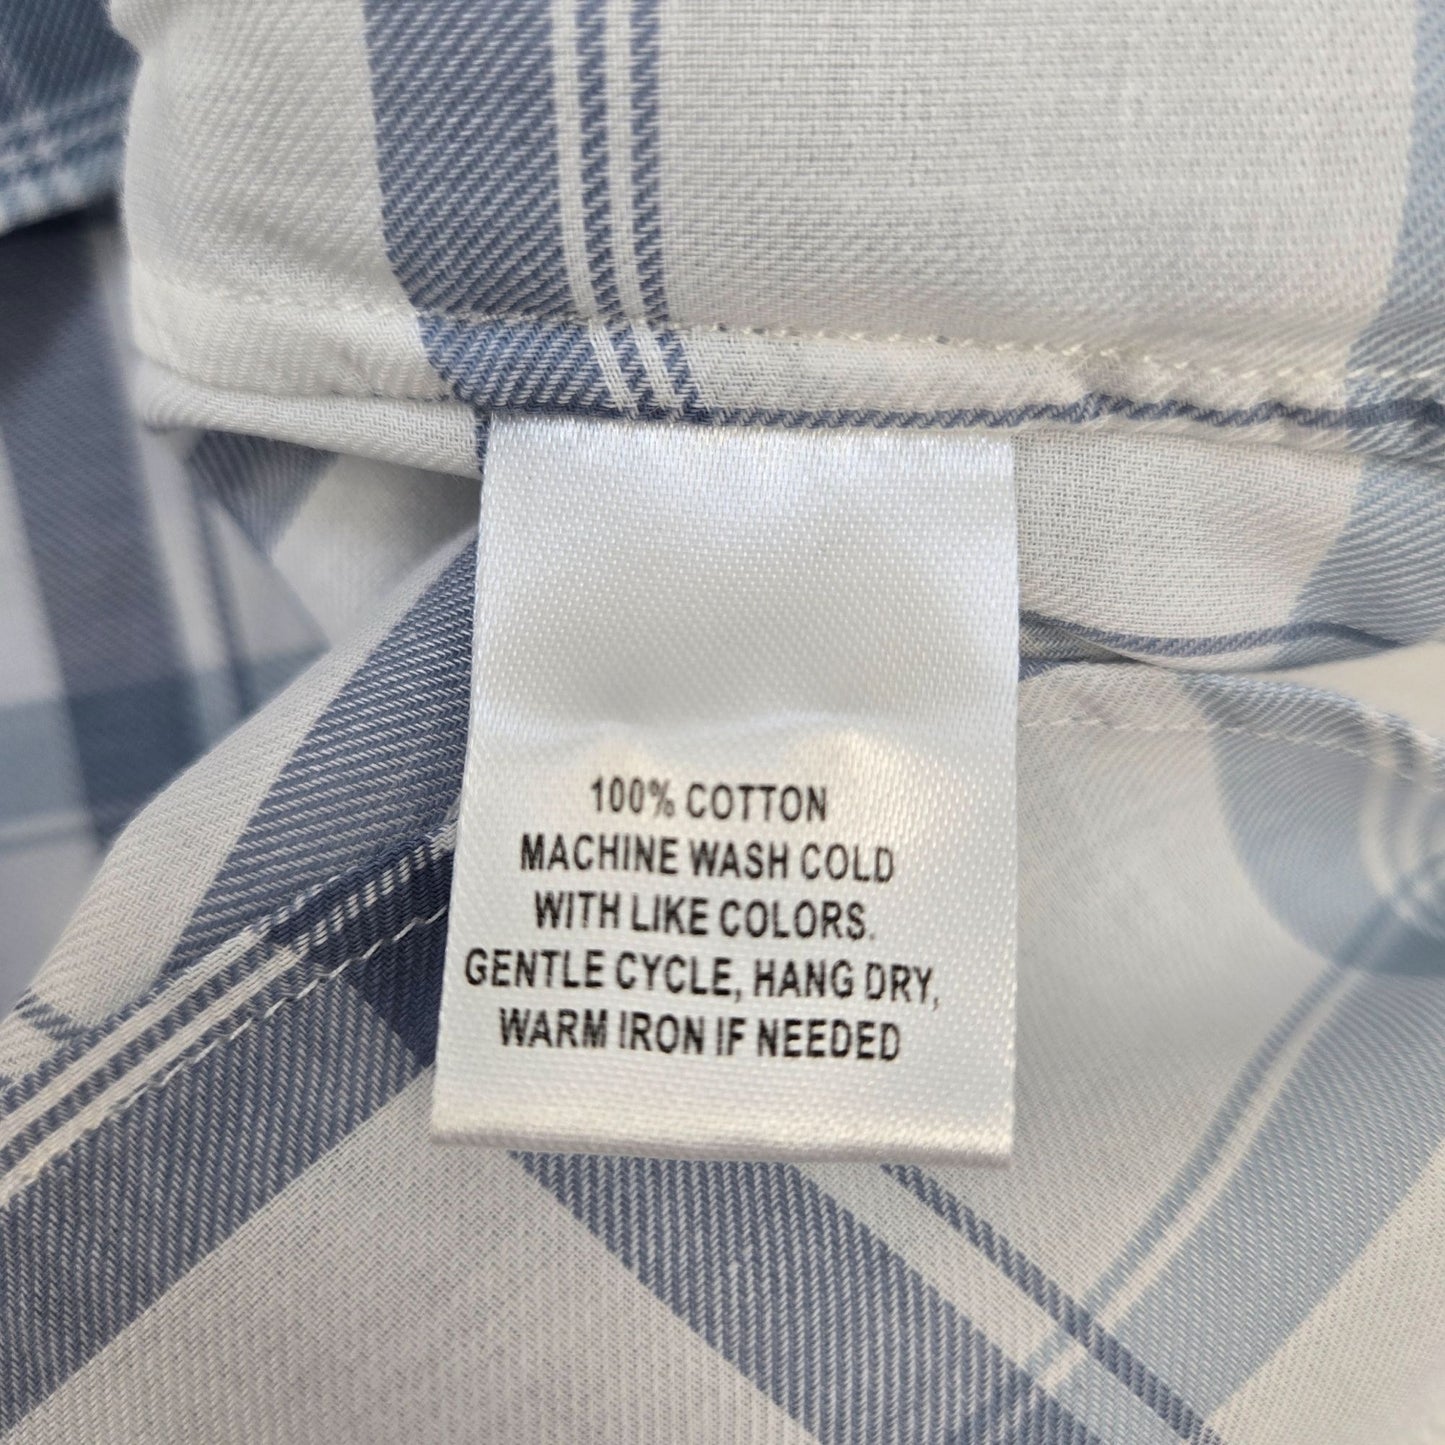 100% COTTON
MACHINE WASH COLD
WITH LIKE COLORS.
GENTLE CYCLE, HANG DRY,
WARM IRON IF NEEDED